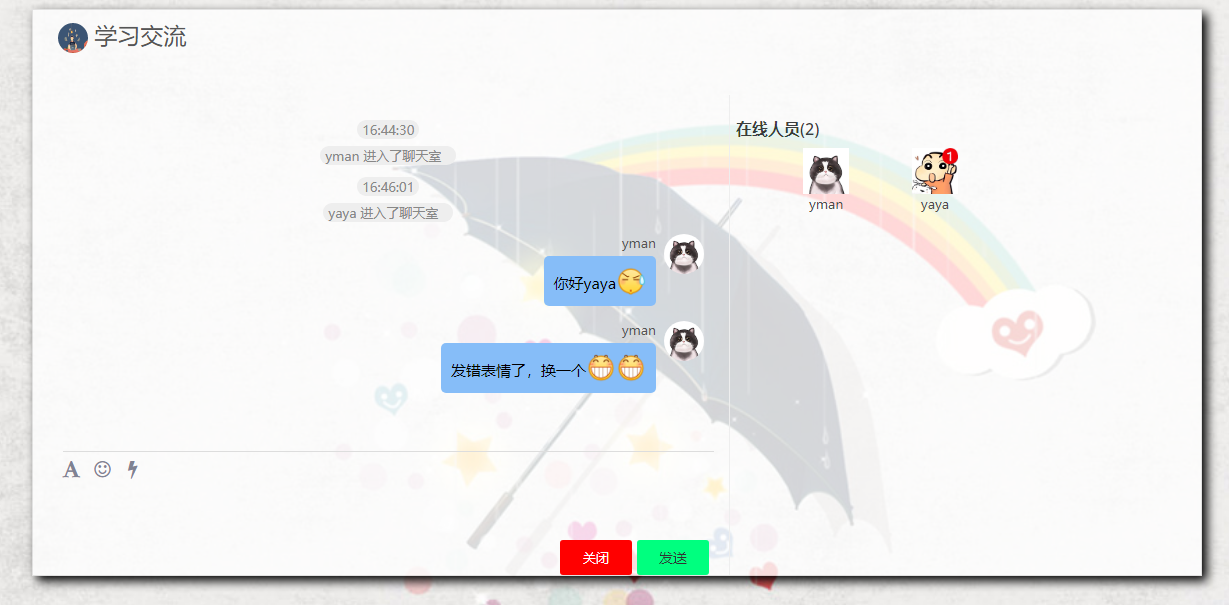 学习交流
16:44:30
yman 进入了聊天室
16:46:01
yaya 进入了聊天室
yman
你好yaya
yman
发错表情了，换一个
A
关闭
发送
在线人员(2)
1
yman
yaya